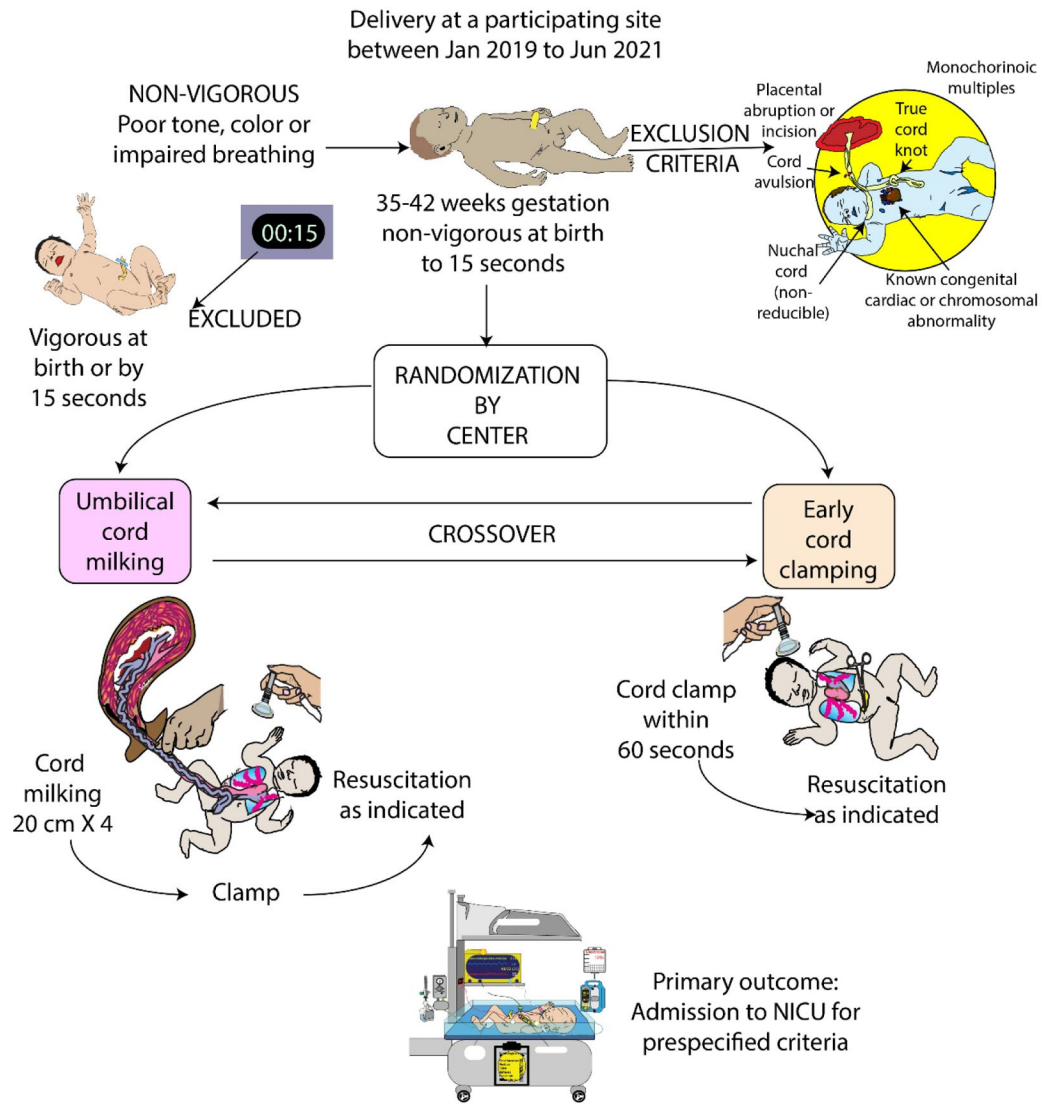 Delivery at a participating site
between Jan 2019 to Jun 2021
NON-VIGOROUS
Poor tone, color or
impaired breathing
EXCLUSION
CRITERIA
Monochorinoic
multiples
Placental
abruption or
incision
True
cord
knot
Cord
avulsion
Nuchal
cord
(non-
reducible)
Known congenital
cardiac or chromosomal
abnormality
35-42 weeks gestation
non-vigorous at birth
to 15 seconds
00:15
EXCLUDED
Vigorous at
birth or by
15 seconds
RANDOMIZATION
BY
CENTER
Umbilical
cord
milking
CROSSOVER
Early
cord
clamping
Cord
milking
20 cm X 4
Clamp
Resuscitation
as indicated
Cord clamp
within
60 seconds
Resuscitation
as indicated
Primary outcome:
Admission to NICU for
prespecified criteria